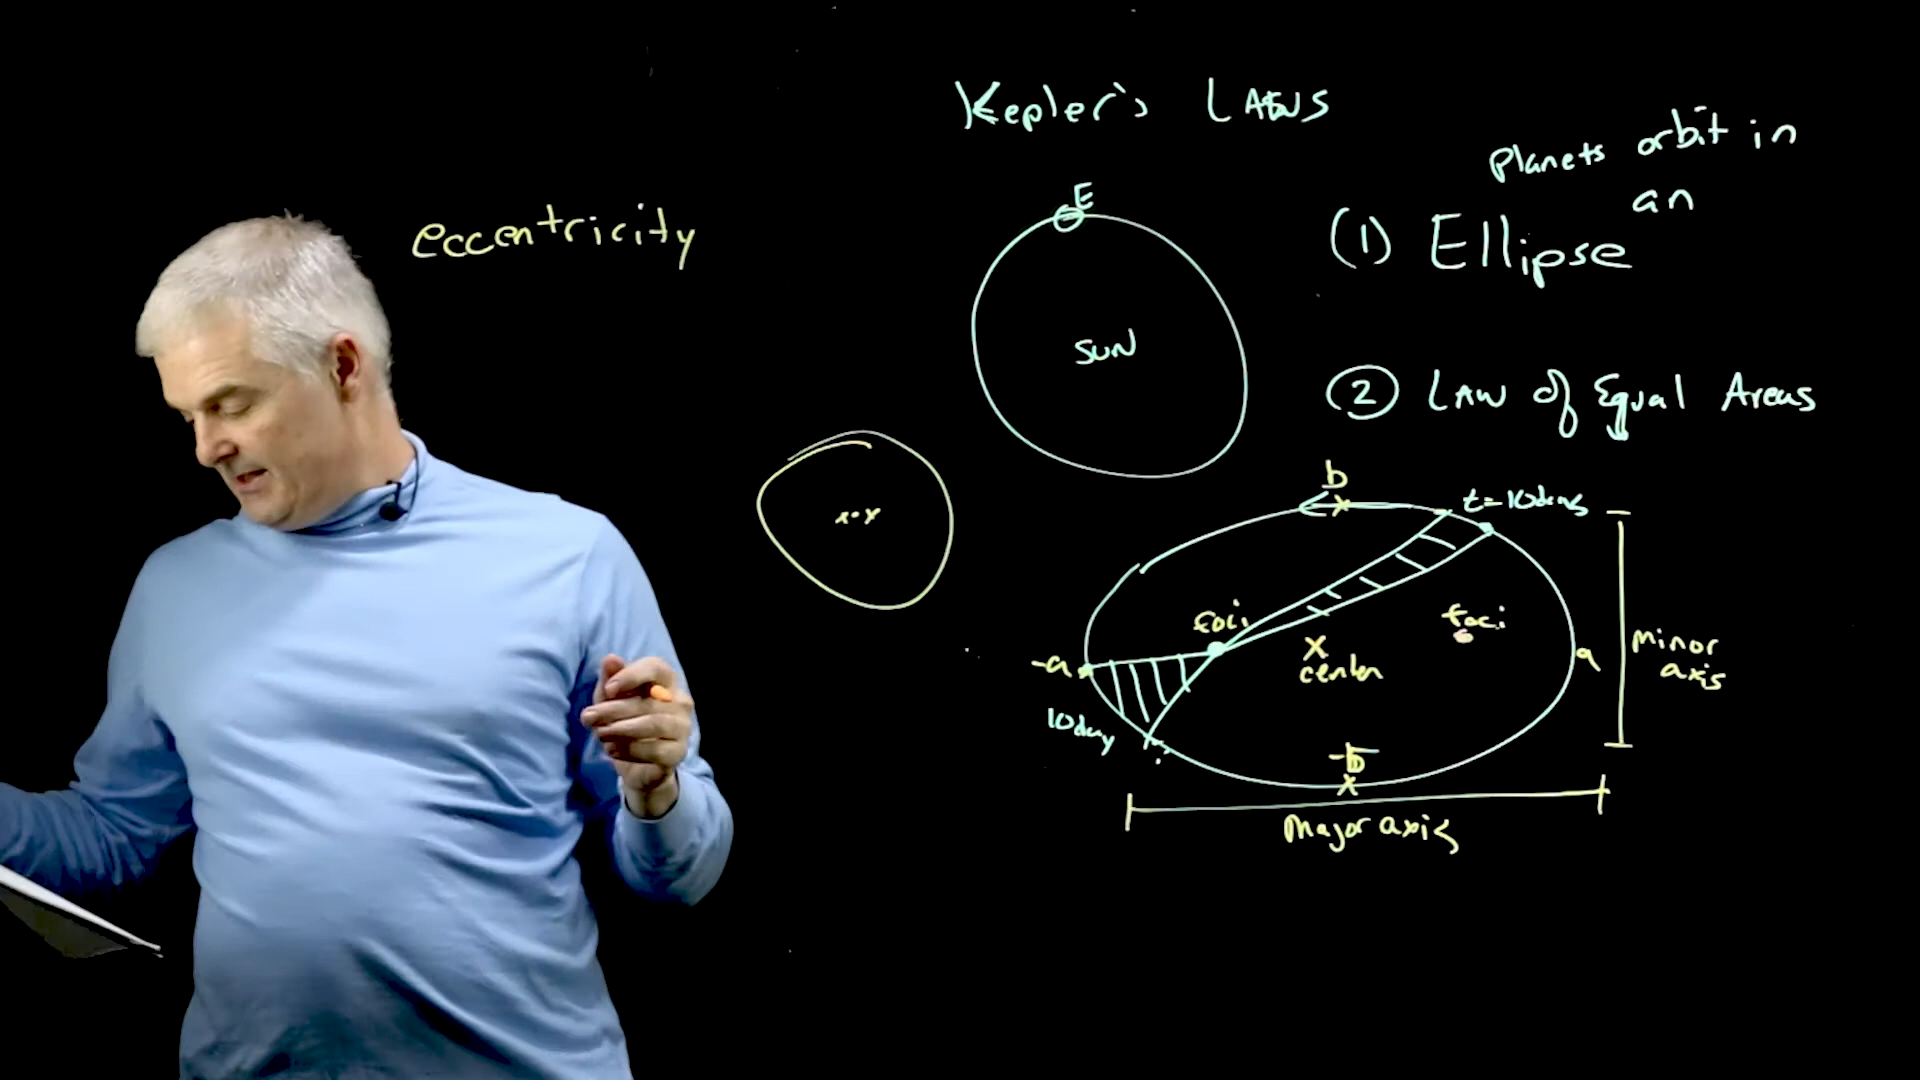 Kepler's LAWS
planets orbit in
an
(1) Ellipse
eccentricity
E
SUN
2 LAW of Equal Areas
b
t=10days
foci
foci
x
center
-a
a
minor
axis
10day
-b
x
Major axis